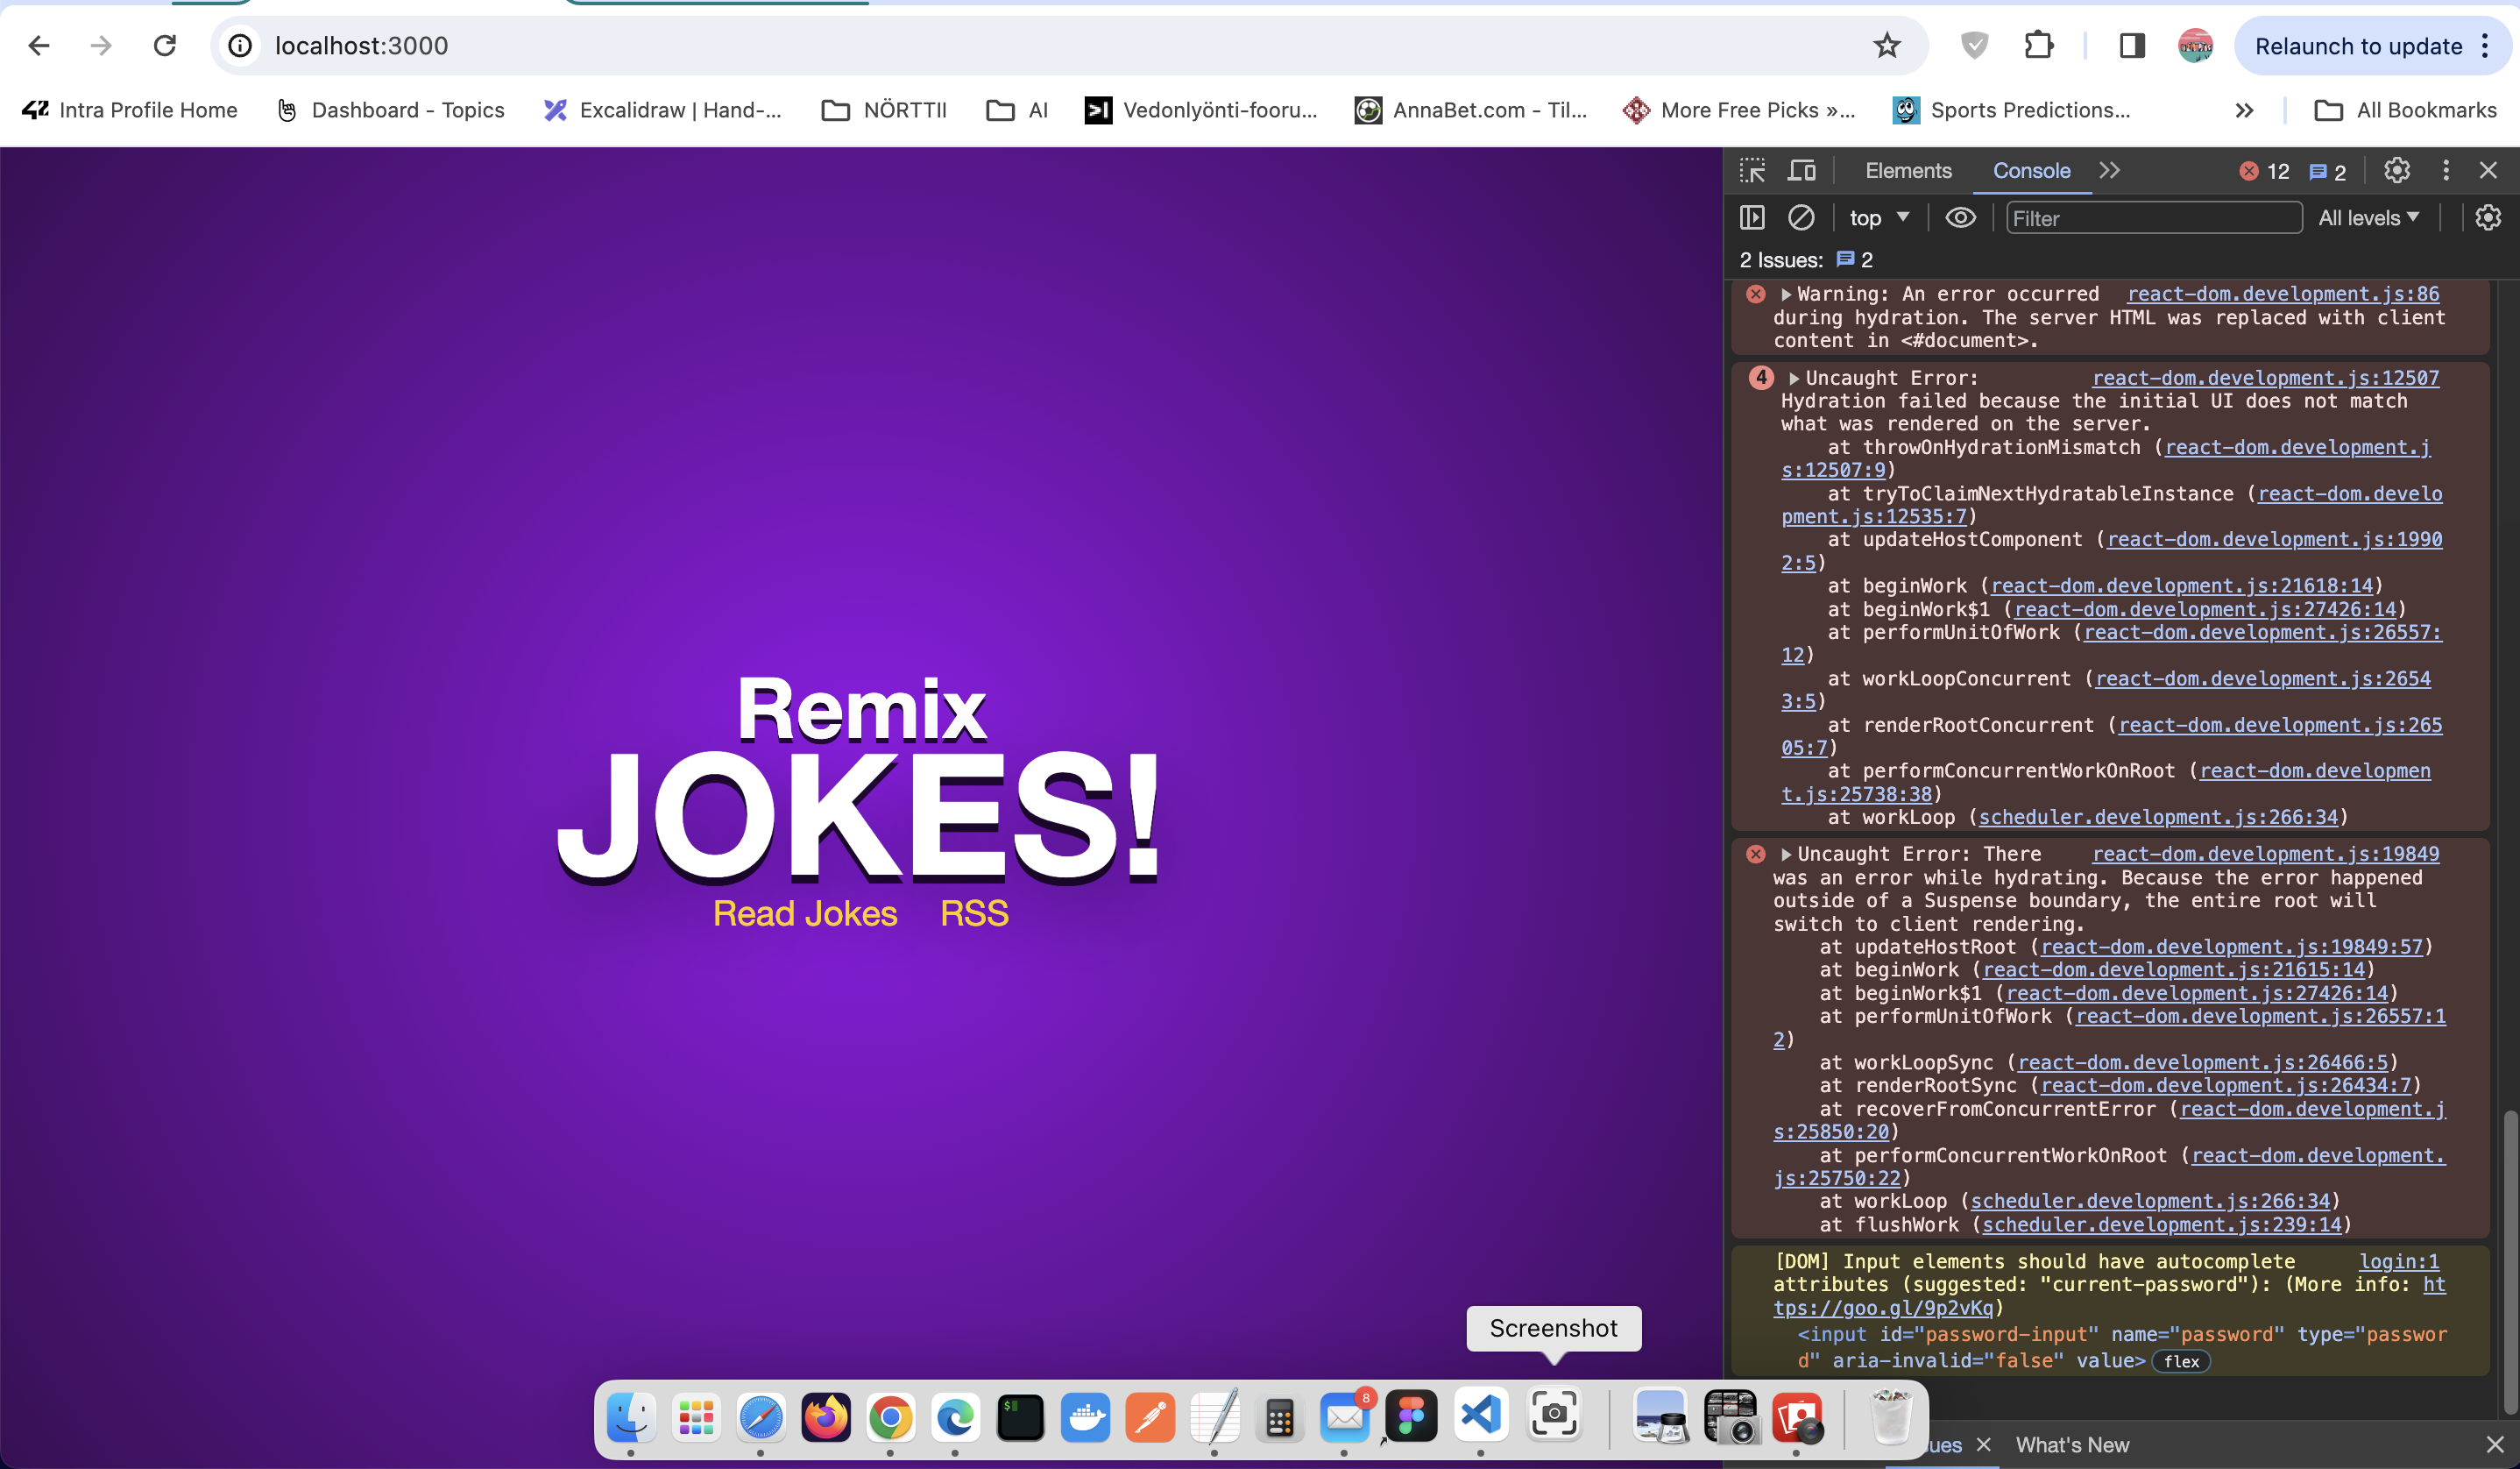 localhost:3000
Relaunch to update
Intra Profile Home
Dashboard - Topics
Excalidraw | Hand-...
NÖRTTII
AI
Vedonlyönti-fooru...
AnnaBet.com - Til...
More Free Picks »...
Sports Predictions...
All Bookmarks
Elements
Console
12
2
top
Filter
All levels
2 Issues:
2
Warning: An error occurred react-dom.development.js:86
during hydration. The server HTML was replaced with client
content in <#document>.
4
Uncaught Error: react-dom.development.js:12507
Hydration failed because the initial UI does not match
what was rendered on the server.
at throwOnHydrationMismatch (react-dom.development.j
s:12507:9)
at tryToClaimNextHydratableInstance (react-dom.develo
pment.js:12535:7)
at updateHostComponent (react-dom.development.js:1990
2:5)
at beginWork (react-dom.development.js:21618:14)
at beginWork$1 (react-dom.development.js:27426:14)
at performUnitOfWork (react-dom.development.js:26557:
12)
at workLoopConcurrent (react-dom.development.js:2654
3:5)
at renderRootConcurrent (react-dom.development.js:265
05:7)
at performConcurrentWorkOnRoot (react-dom.developmen
t.js:25738:38)
at workLoop (scheduler.development.js:266:34)
Uncaught Error: There react-dom.development.js:19849
was an error while hydrating. Because the error happened
outside of a Suspense boundary, the entire root will
switch to client rendering.
at updateHostRoot (react-dom.development.js:19849:57)
at beginWork (react-dom.development.js:21615:14)
at beginWork$1 (react-dom.development.js:27426:14)
at performUnitOfWork (react-dom.development.js:26557:1
2)
at workLoopSync (react-dom.development.js:26466:5)
at renderRootSync (react-dom.development.js:26434:7)
at recoverFromConcurrentError (react-dom.development.j
s:25850:20)
at performConcurrentWorkOnRoot (react-dom.development.
js:25750:22)
at workLoop (scheduler.development.js:266:34)
at flushWork (scheduler.development.js:239:14)
[DOM] Input elements should have autocomplete login:1
attributes (suggested: "current-password"): (More info: ht
tps://goo.gl/9p2vKq)
<input id="password-input" name="password" type="passwor
d" aria-invalid="false" value> flex
Remix
JOKES!
Read Jokes
RSS
Screenshot
8
ues
What's New